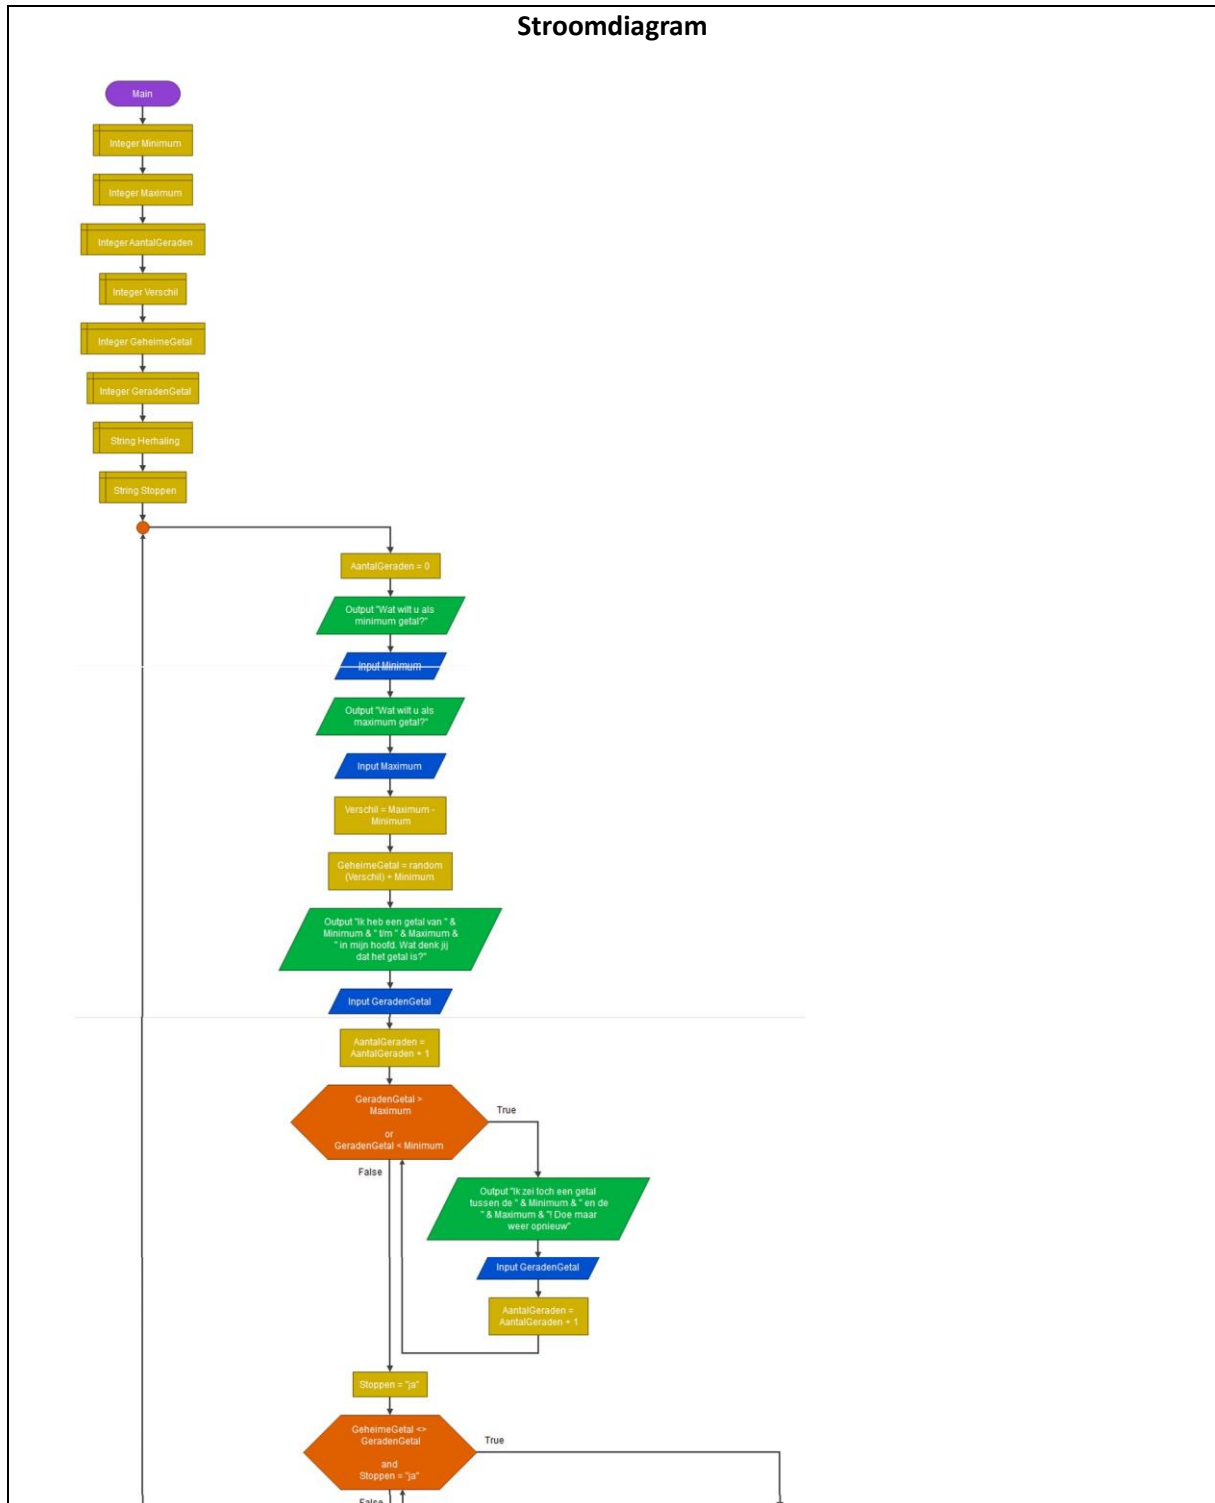 Stroomdiagram
Main
Integer Minimum
Integer Maximum
Integer AantalGeraden
Integer Verschil
Integer GeheimeGetal
Integer GeradenGetal
String Herhaling
String Stoppen
AantalGeraden = 0
Output "Wat wilt u als
minimum getal?"
Input Minimum
Output "Wat wilt u als
maximum getal?"
Input Maximum
Verschil = Maximum -
Minimum
GeheimeGetal = random
(Verschil) + Minimum
Output "Ik heb een getal van " &
Minimum & " t/m " & Maximum &
" in mijn hoofd. Wat denk jij
dat het getal is?"
Input GeradenGetal
AantalGeraden =
AantalGeraden + 1
GeradenGetal >
Maximum
or
GeradenGetal < Minimum
True
False
Output "Ik zei toch een getal
tussen de " & Minimum & " en de
" & Maximum & "! Doe maar
weer opnieuw"
Input GeradenGetal
AantalGeraden =
AantalGeraden + 1
Stoppen = "ja"
GeheimeGetal <>
GeradenGetal
and
Stoppen = "ja"
True
False